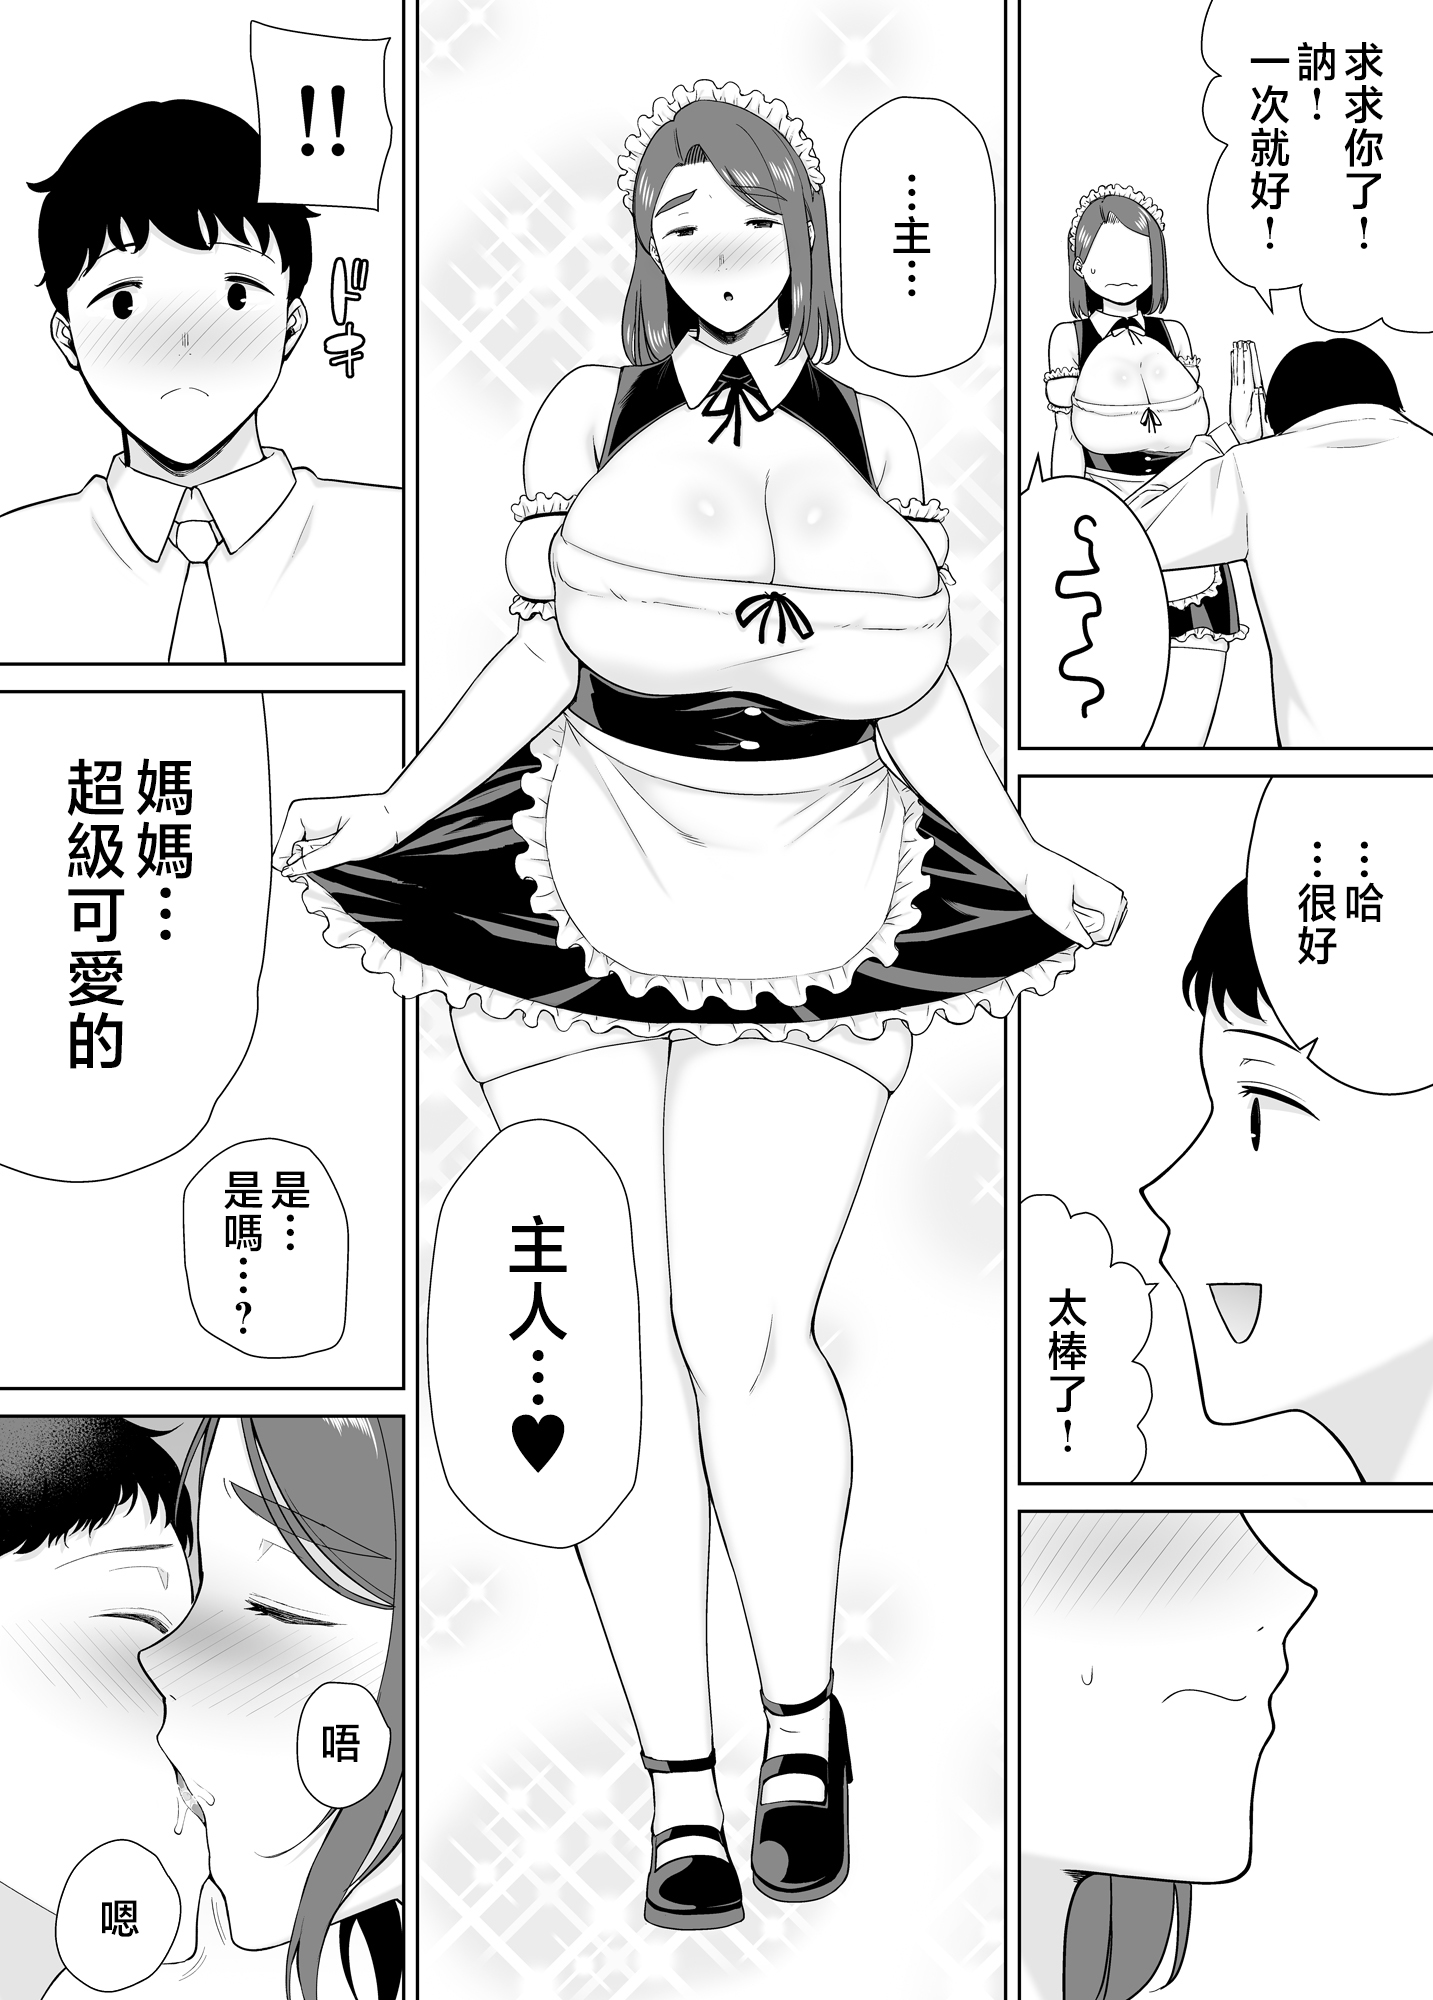 求求你了！
訥！
一次就好！
…哈
…很好
太棒了！
…主…
主人…♥
!!
ドキ
媽媽…
超級可愛的
是…
是嗎…?
唔
嗯